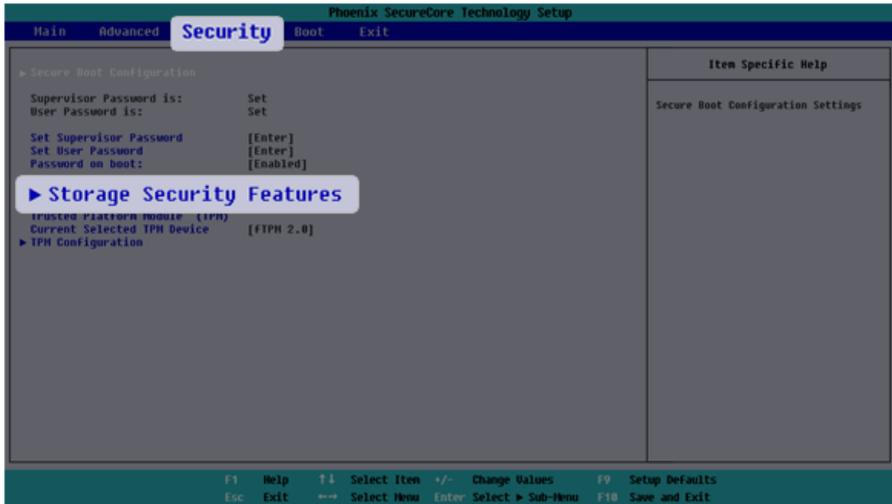 Phoenix SecureCore Technology Setup
Main Advanced Security Boot Exit
▶ Secure Boot Configuration
Item Specific Help
Supervisor Password is: Set
User Password is: Set
Secure Boot Configuration Settings
Set Supervisor Password [Enter]
Set User Password [Enter]
Password on boot: [Enabled]
▶ Storage Security Features
Trusted Platform Module (TPM)
Current Selected TPM Device [fTPM 2.0]
▶ TPM Configuration
F1 Help ↑↓ Select Item +/- Change Values F9 Setup Defaults
Esc Exit ←→ Select Menu Enter Select ▶ Sub-Menu F10 Save and Exit